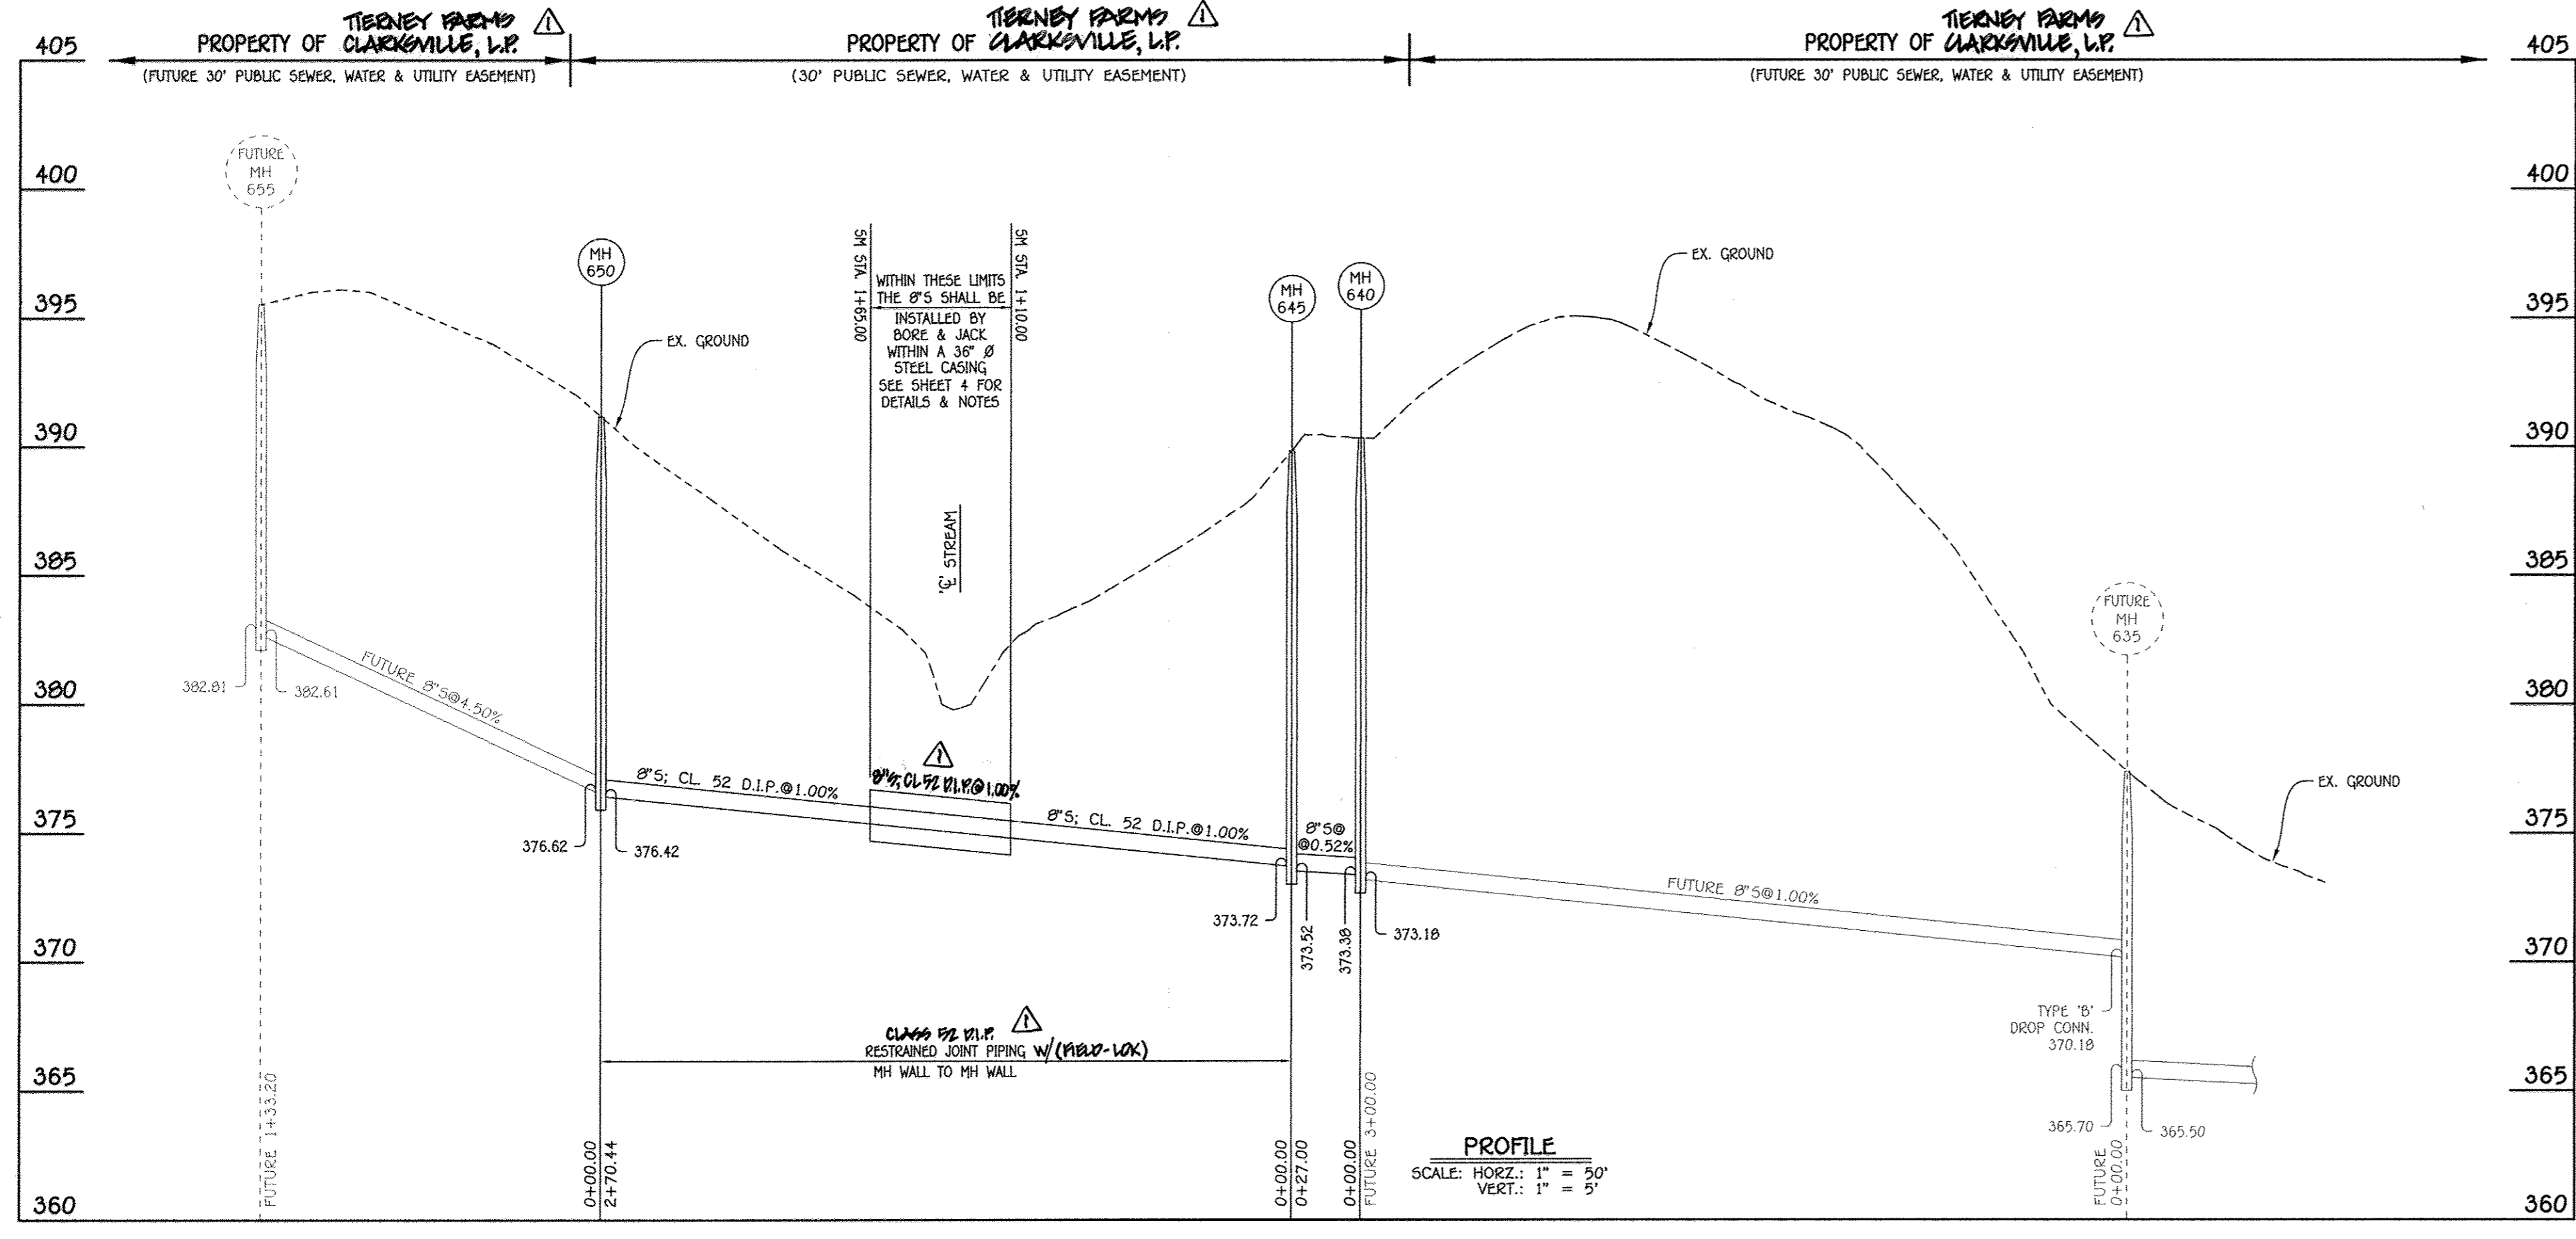 TIERNEY FARMS
PROPERTY OF CLARKSVILLE, L.P.
1
(FUTURE 30' PUBLIC SEWER, WATER & UTILITY EASEMENT)
TIERNEY FARMS
PROPERTY OF CLARKSVILLE, L.P.
1
(30' PUBLIC SEWER, WATER & UTILITY EASEMENT)
TIERNEY FARMS
PROPERTY OF CLARKSVILLE, L.P.
1
(FUTURE 30' PUBLIC SEWER, WATER & UTILITY EASEMENT)
405
400
395
390
385
380
375
370
365
360
FUTURE
MH
655
382.81
382.61
FUTURE 8"S@4.50%
FUTURE 1+33.20
MH
650
EX. GROUND
376.62
376.42
0+00.00
2+70.44
8"S; CL. 52 D.I.P.@1.00%
SM STA. 1+65.00
WITHIN THESE LIMITS
THE 8"S SHALL BE
INSTALLED BY
BORE & JACK
WITHIN A 36" Ø
STEEL CASING
SEE SHEET 4 FOR
DETAILS & NOTES
SM STA. 1+10.00
℄ STREAM
1
8"S; CL 52 D.I.P.@1.00%
8"S; CL. 52 D.I.P.@1.00%
CLASS 52 D.I.P.
1
RESTRAINED JOINT PIPING W/(FIELD-LOK)
MH WALL TO MH WALL
MH
645
MH
640
8"S@
@0.52%
373.72
373.52
373.38
373.18
0+00.00
0+27.00
0+00.00
FUTURE 3+00.00
EX. GROUND
FUTURE 8"S@1.00%
PROFILE
SCALE: HORZ.: 1" = 50'
VERT.: 1" = 5'
FUTURE
MH
635
TYPE 'B'
DROP CONN.
370.18
365.70
365.50
FUTURE
0+00.00
EX. GROUND
405
400
395
390
385
380
375
370
365
360